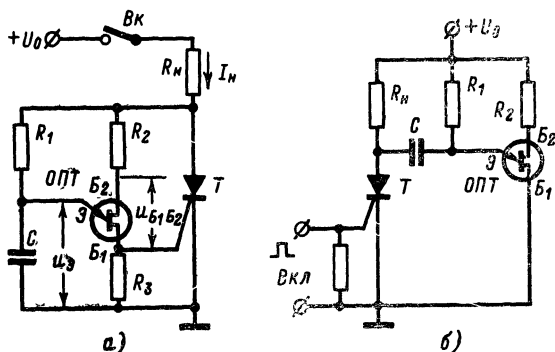 +U₀
Вк
Rн
Iн
R₁
R₂
ОПТ
Б₂
Э
Б₁
uБ₁Б₂
T
C
uЭ
R₃
а)
+U₀
Rн
R₁
R₂
C
Б₂
Э
ОПТ
Б₁
T
Вкл
б)